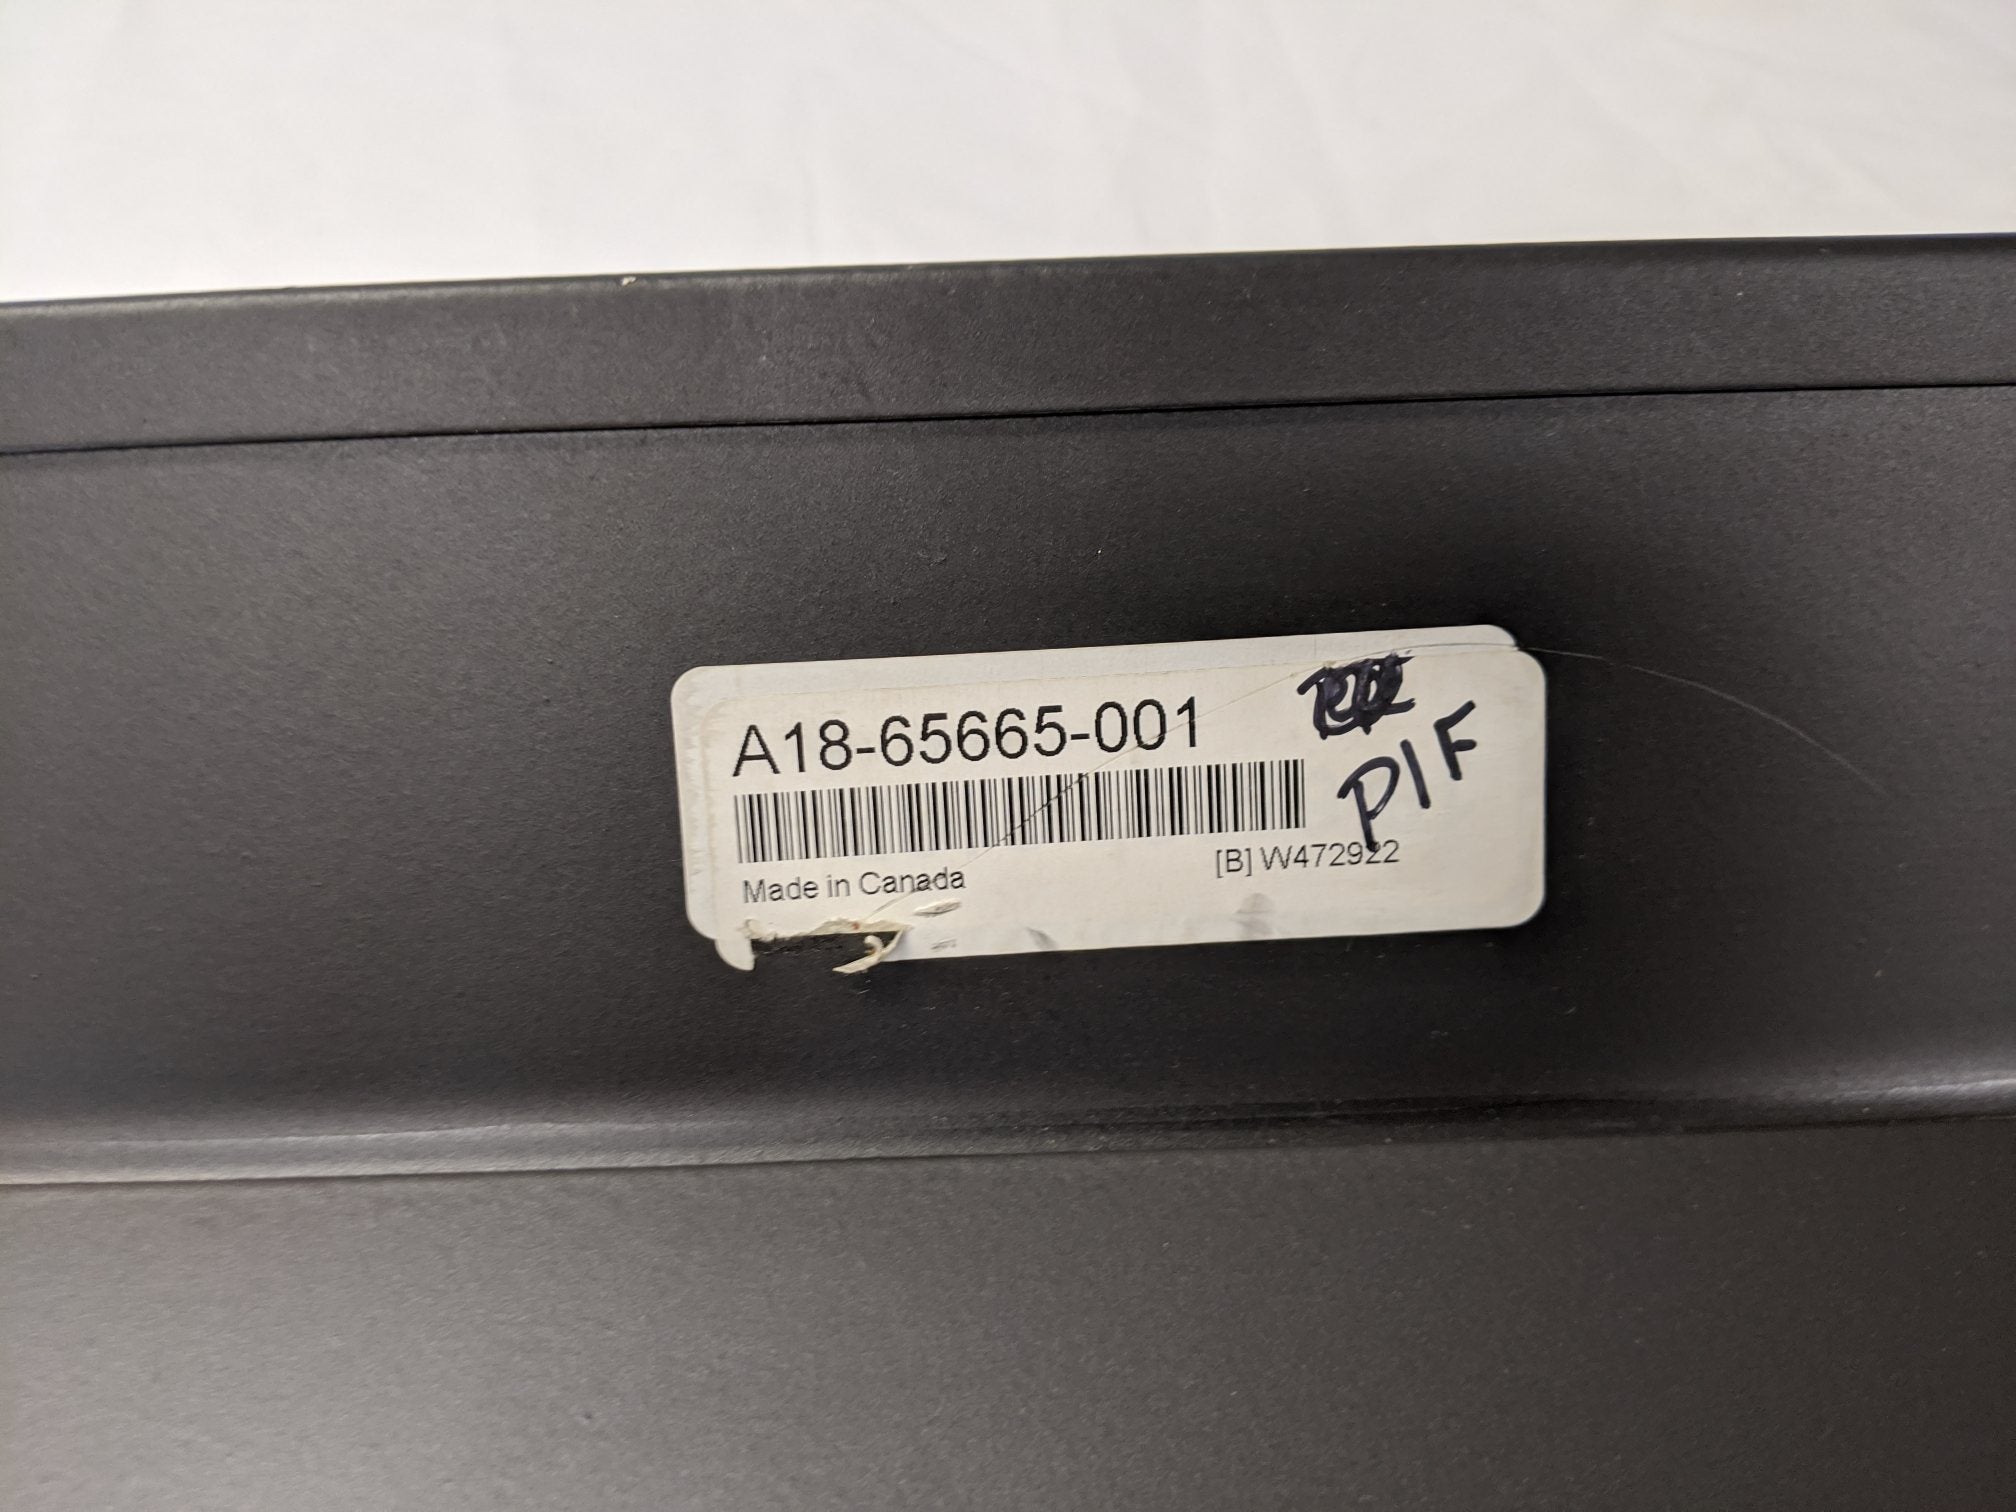 A18-65665-001
PIF
Made in Canada
[B] W472922